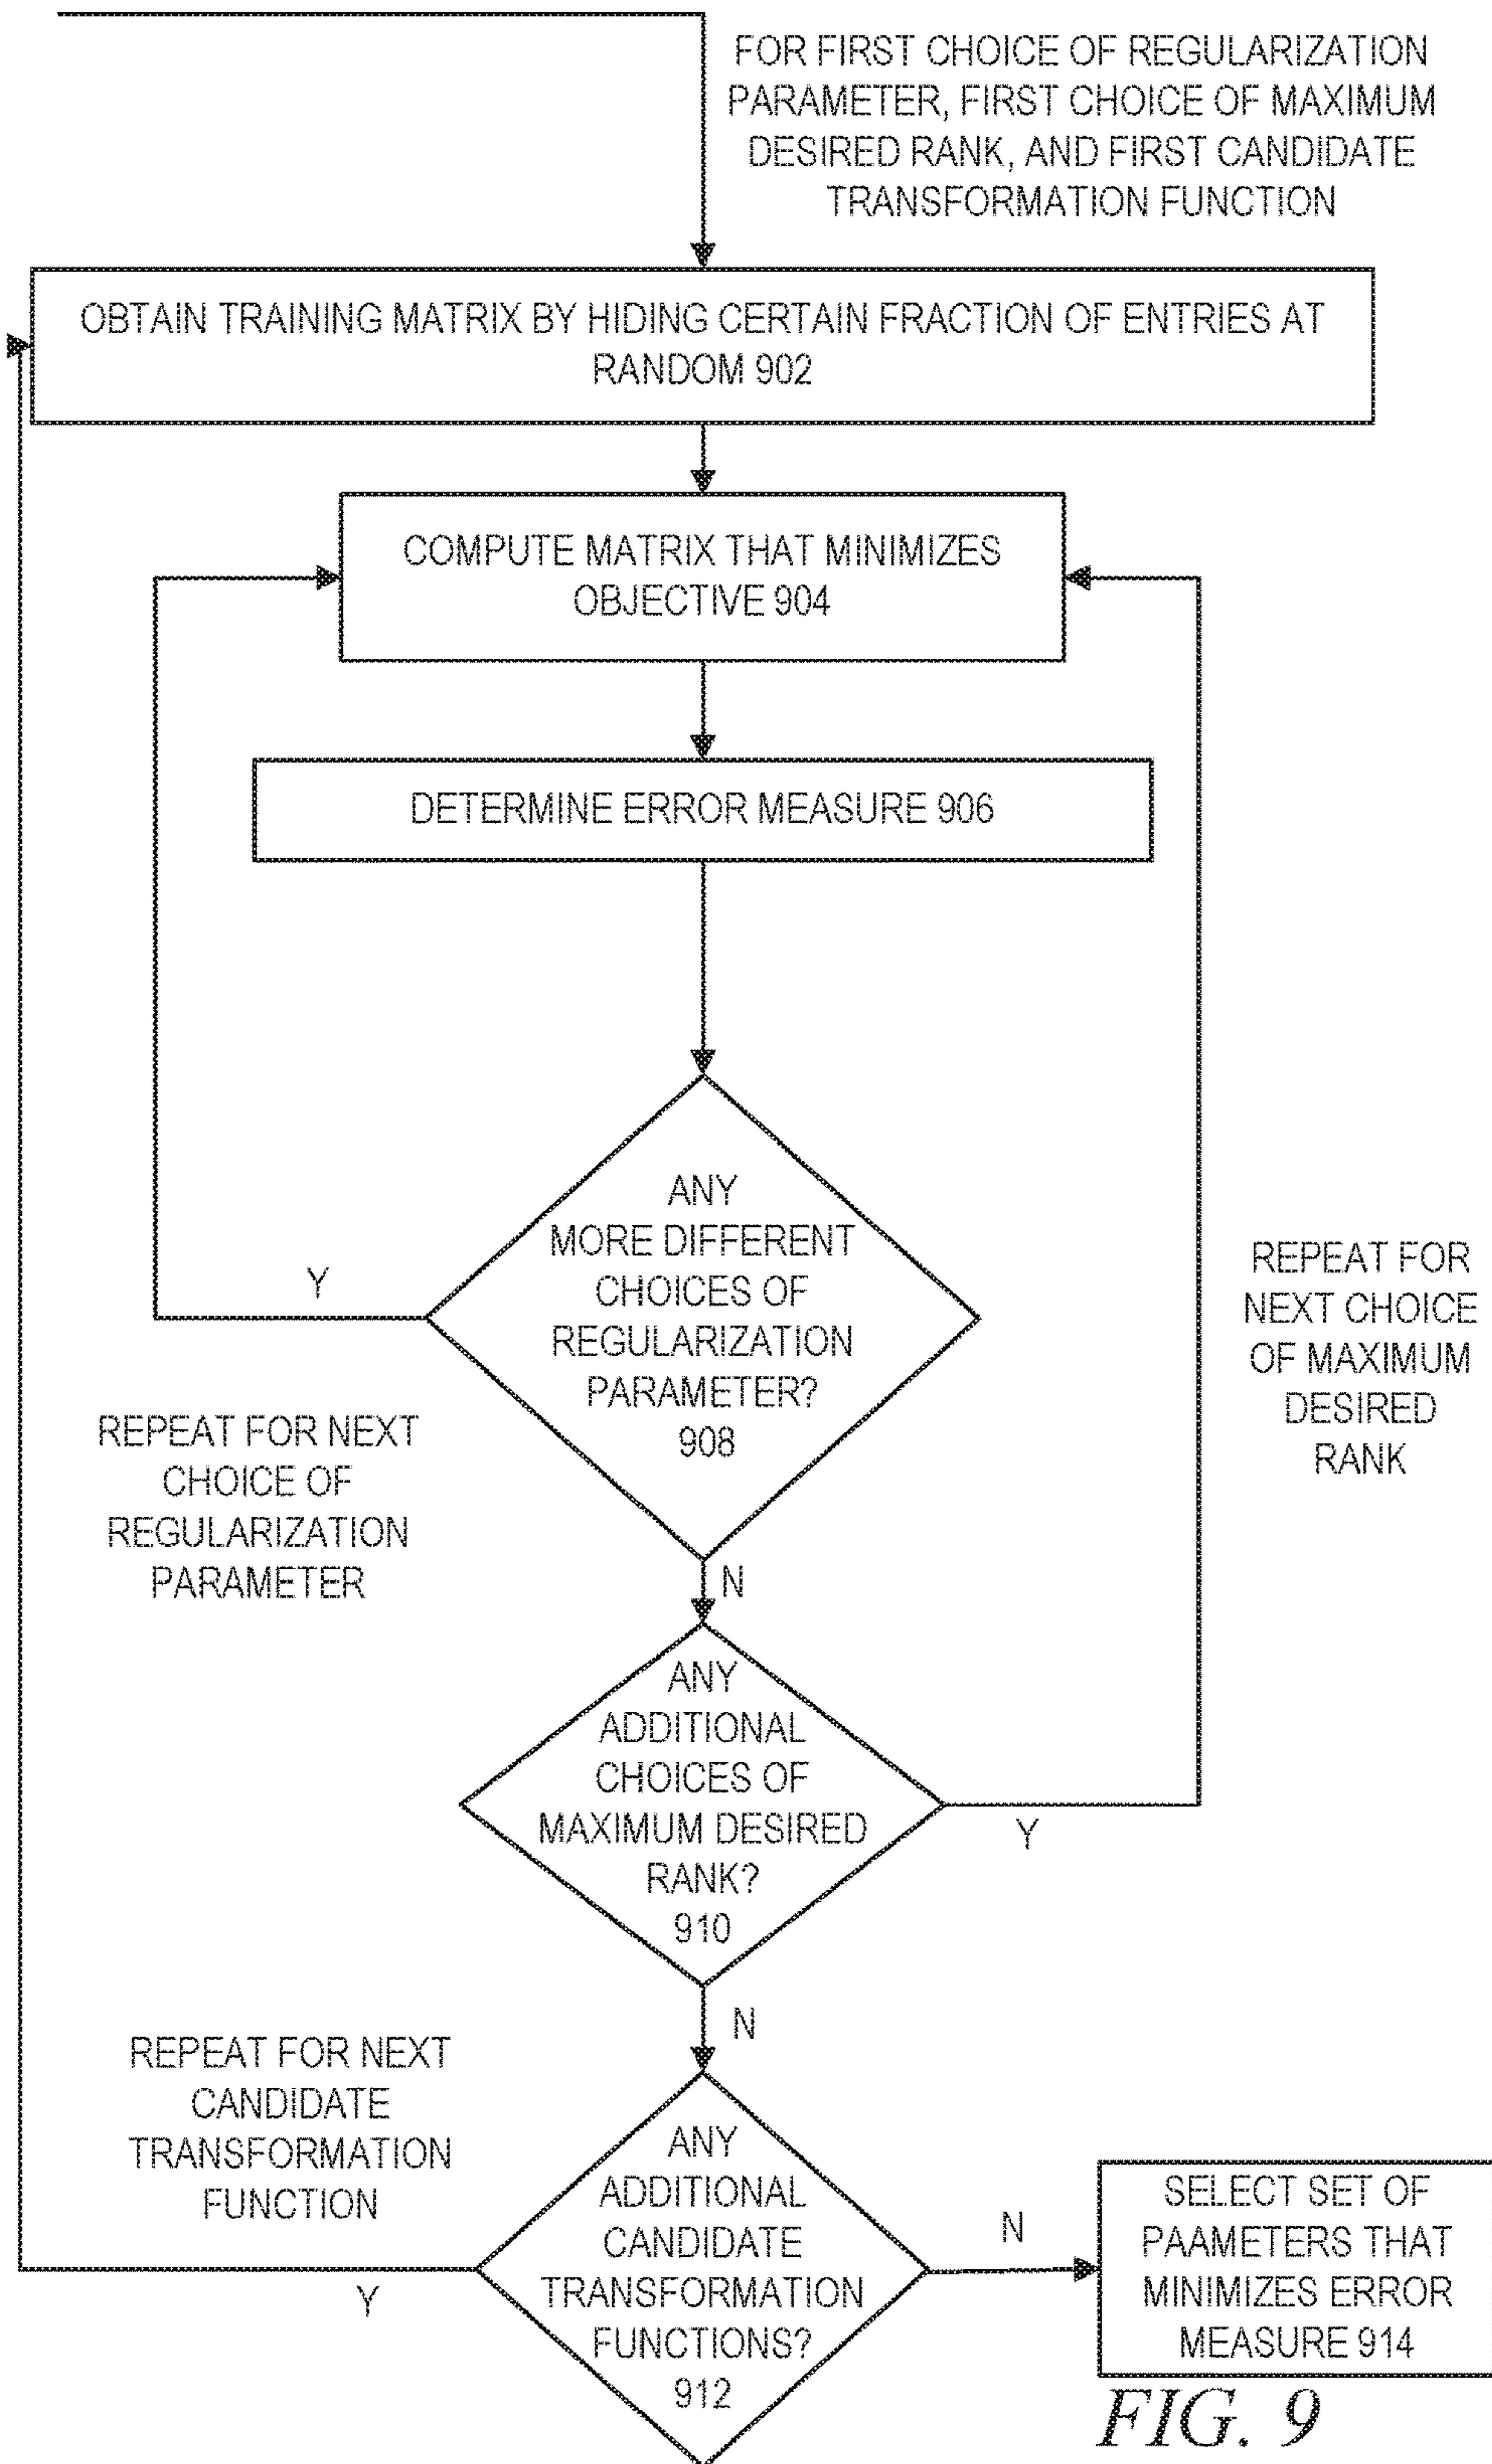 FOR FIRST CHOICE OF REGULARIZATION
PARAMETER, FIRST CHOICE OF MAXIMUM
DESIRED RANK, AND FIRST CANDIDATE
TRANSFORMATION FUNCTION
OBTAIN TRAINING MATRIX BY HIDING CERTAIN FRACTION OF ENTRIES AT
RANDOM 902
COMPUTE MATRIX THAT MINIMIZES
OBJECTIVE 904
DETERMINE ERROR MEASURE 906
ANY
MORE DIFFERENT
CHOICES OF
REGULARIZATION
PARAMETER?
908
Y
REPEAT FOR NEXT
CHOICE OF
REGULARIZATION
PARAMETER
REPEAT FOR
NEXT CHOICE
OF MAXIMUM
DESIRED
RANK
N
ANY
ADDITIONAL
CHOICES OF
MAXIMUM DESIRED
RANK?
910
Y
N
REPEAT FOR NEXT
CANDIDATE
TRANSFORMATION
FUNCTION
ANY
ADDITIONAL
CANDIDATE
TRANSFORMATION
FUNCTIONS?
912
Y
N
SELECT SET OF
PAAMETERS THAT
MINIMIZES ERROR
MEASURE 914
FIG. 9